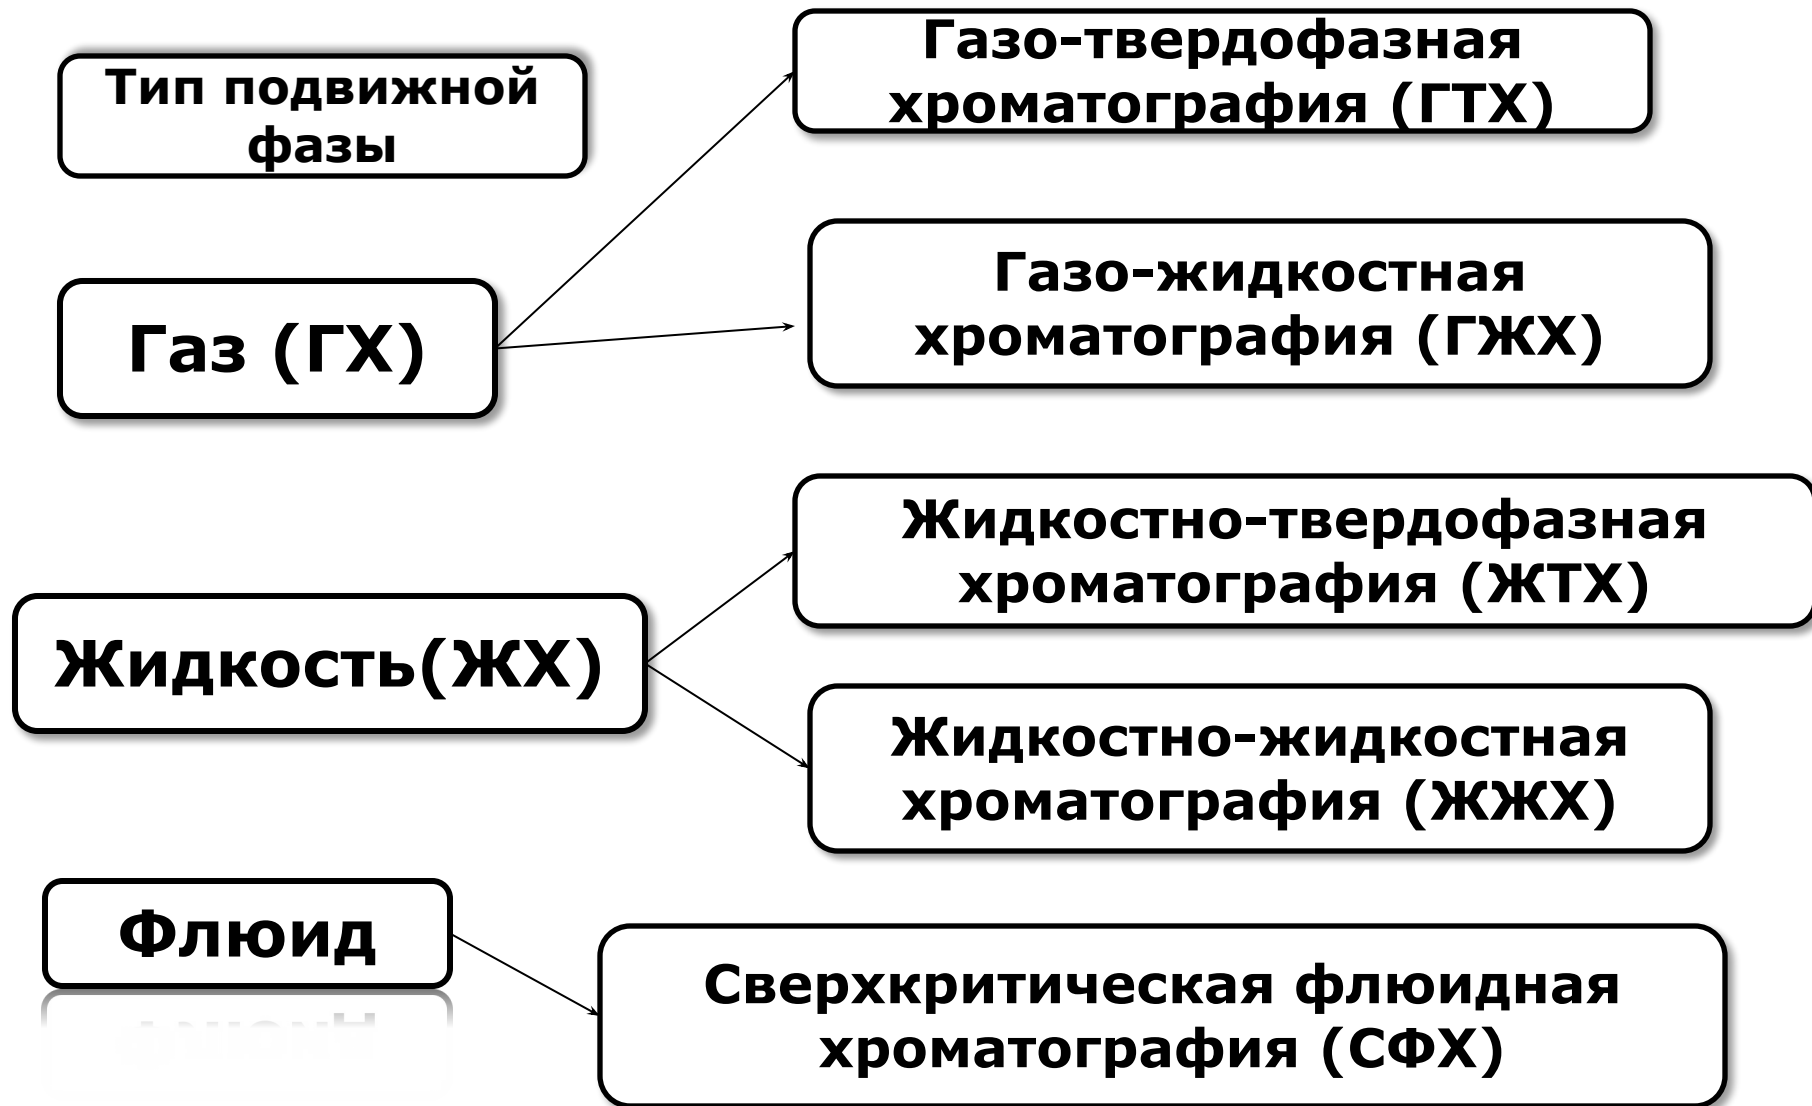 Тип подвижной
фазы
Газо-твердофазная
хроматография (ГТХ)
Газ (ГХ)
Газо-жидкостная
хроматография (ГЖХ)
Жидкость(ЖХ)
Жидкостно-твердофазная
хроматография (ЖТХ)
Жидкостно-жидкостная
хроматография (ЖЖХ)
Флюид
Сверхкритическая флюидная
хроматография (СФХ)